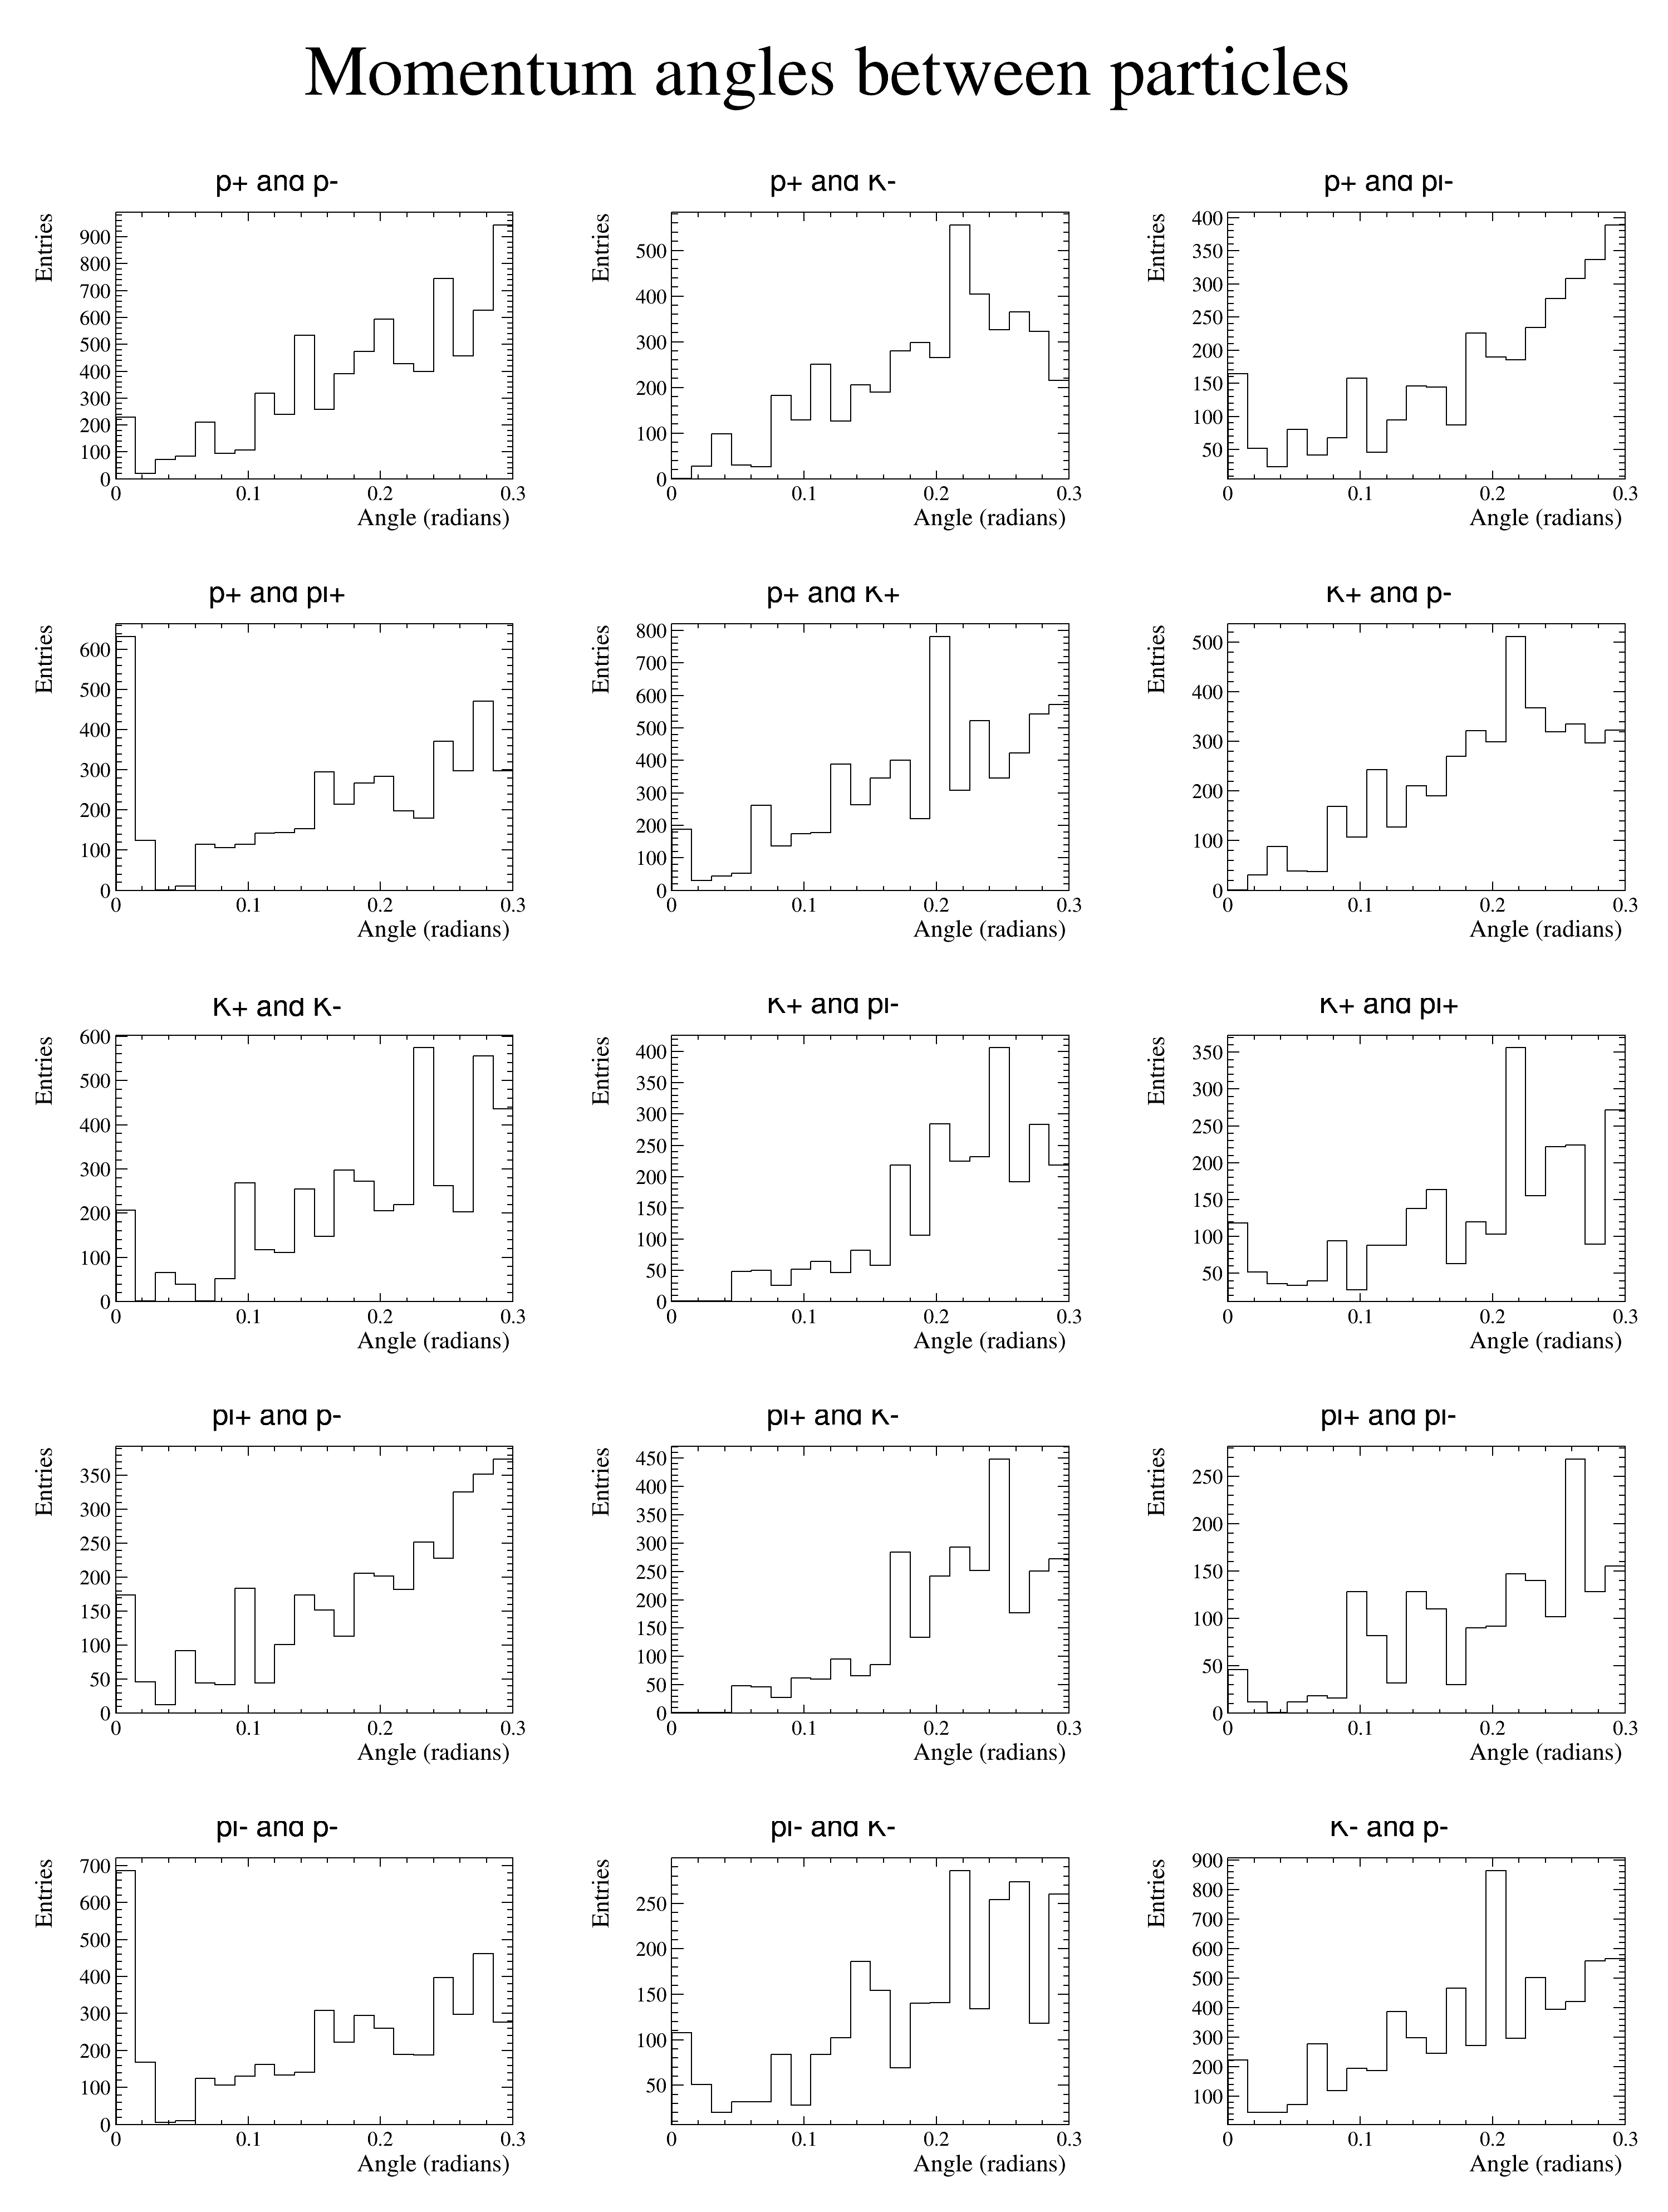 Momentum angles between particles
p+ and p-
Entries
900
800
700
600
500
400
300
200
100
0
0 0.1 0.2 0.3
Angle (radians)
p+ and K-
Entries
500
400
300
200
100
0
0 0.1 0.2 0.3
Angle (radians)
p+ and pi-
Entries
400
350
300
250
200
150
100
50
0 0.1 0.2 0.3
Angle (radians)
p+ and pi+
Entries
600
500
400
300
200
100
0
0 0.1 0.2 0.3
Angle (radians)
p+ and K+
Entries
800
700
600
500
400
300
200
100
0
0 0.1 0.2 0.3
Angle (radians)
K+ and p-
Entries
500
400
300
200
100
0
0 0.1 0.2 0.3
Angle (radians)
K+ and K-
Entries
600
500
400
300
200
100
0
0 0.1 0.2 0.3
Angle (radians)
K+ and pi-
Entries
400
350
300
250
200
150
100
50
0
0 0.1 0.2 0.3
Angle (radians)
K+ and pi+
Entries
350
300
250
200
150
100
50
0 0.1 0.2 0.3
Angle (radians)
pi+ and p-
Entries
350
300
250
200
150
100
50
0
0 0.1 0.2 0.3
Angle (radians)
pi+ and K-
Entries
450
400
350
300
250
200
150
100
50
0
0 0.1 0.2 0.3
Angle (radians)
pi+ and pi-
Entries
250
200
150
100
50
0
0 0.1 0.2 0.3
Angle (radians)
pi- and p-
Entries
700
600
500
400
300
200
100
0
0 0.1 0.2 0.3
Angle (radians)
pi- and K-
Entries
250
200
150
100
50
0 0.1 0.2 0.3
Angle (radians)
K- and p-
Entries
900
800
700
600
500
400
300
200
100
0 0.1 0.2 0.3
Angle (radians)